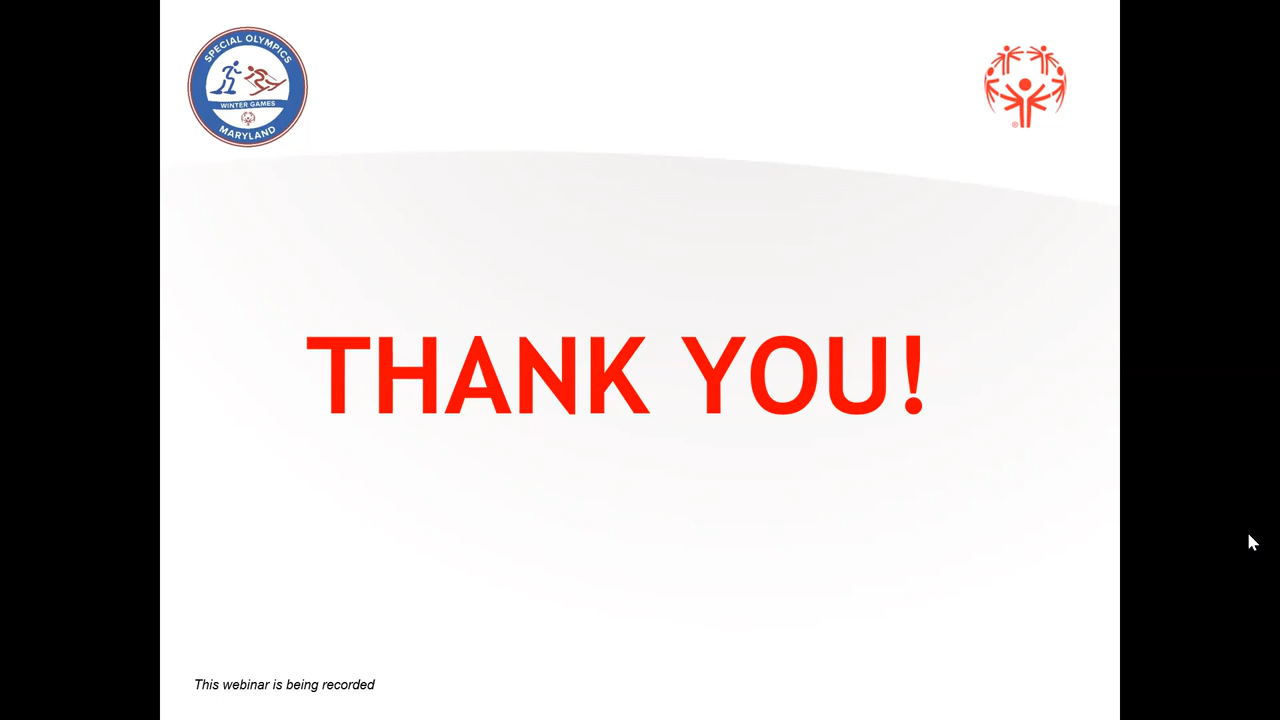 SPECIAL OLYMPICS
WINTER GAMES
MARYLAND
®
THANK YOU!
This webinar is being recorded